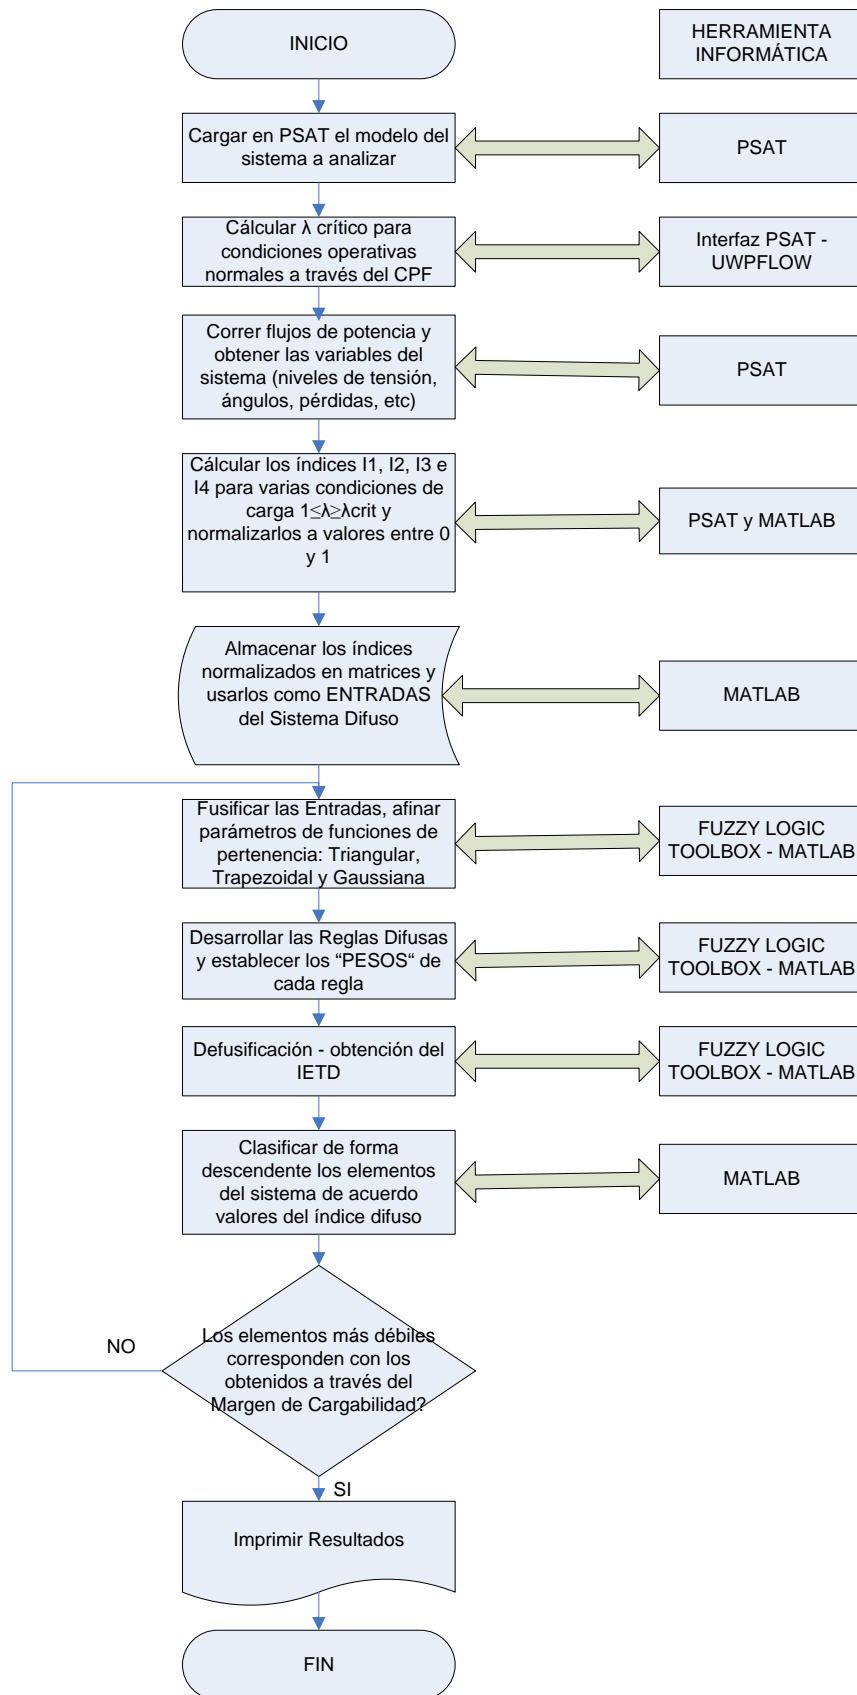 INICIO
HERRAMIENTA
INFORMÁTICA
Cargar en PSAT el modelo del
sistema a analizar
PSAT
Cálcular λ crítico para
condiciones operativas
normales a través del CPF
Interfaz PSAT -
UWPFLOW
Correr flujos de potencia y
obtener las variables del
sistema (niveles de tensión,
ángulos, pérdidas, etc)
PSAT
Cálcular los índices I1, I2, I3 e
I4 para varias condiciones de
carga 1≤λ≥λcrit y
normalizarlos a valores entre 0
y 1
PSAT y MATLAB
Almacenar los índices
normalizados en matrices y
usarlos como ENTRADAS
del Sistema Difuso
MATLAB
Fusificar las Entradas, afinar
parámetros de funciones de
pertenencia: Triangular,
Trapezoidal y Gaussiana
FUZZY LOGIC
TOOLBOX - MATLAB
Desarrollar las Reglas Difusas
y establecer los “PESOS“ de
cada regla
FUZZY LOGIC
TOOLBOX - MATLAB
Defusificación - obtención del
IETD
FUZZY LOGIC
TOOLBOX - MATLAB
Clasificar de forma
descendente los elementos
del sistema de acuerdo
valores del índice difuso
MATLAB
NO
Los elementos más débiles
corresponden con los
obtenidos a través del
Margen de Cargabilidad?
SI
Imprimir Resultados
FIN